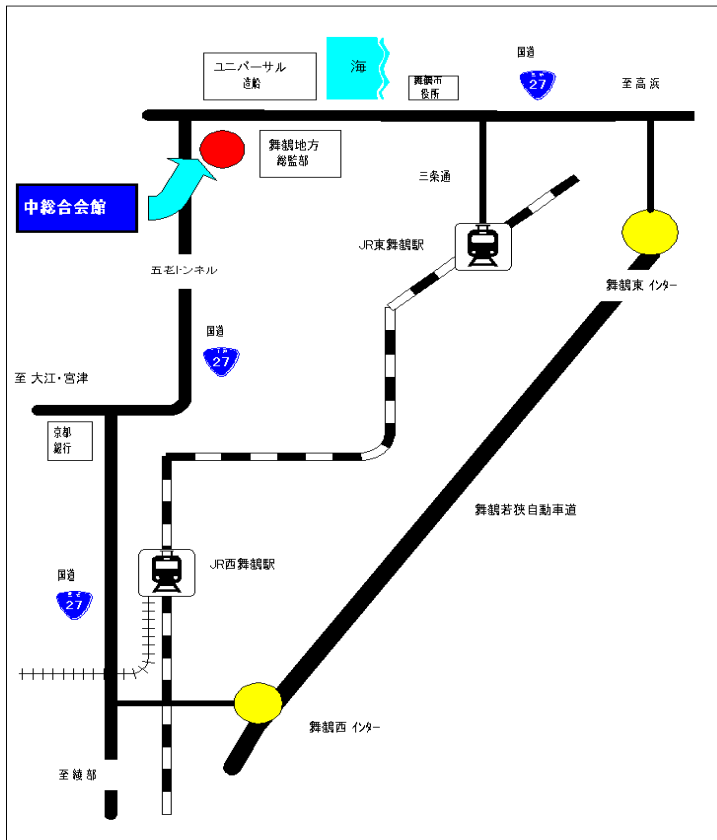 国道
ユニバーサル
造船
海
舞鶴市
役所
27
至高浜
舞鶴地方
総監部
三条通
中総合会館
JR東舞鶴駅
五老トンネル
舞鶴東 インター
国道
27
至 大江・宮津
京都
銀行
舞鶴若狭自動車道
JR西舞鶴駅
国道
27
舞鶴西 インター
至綾部